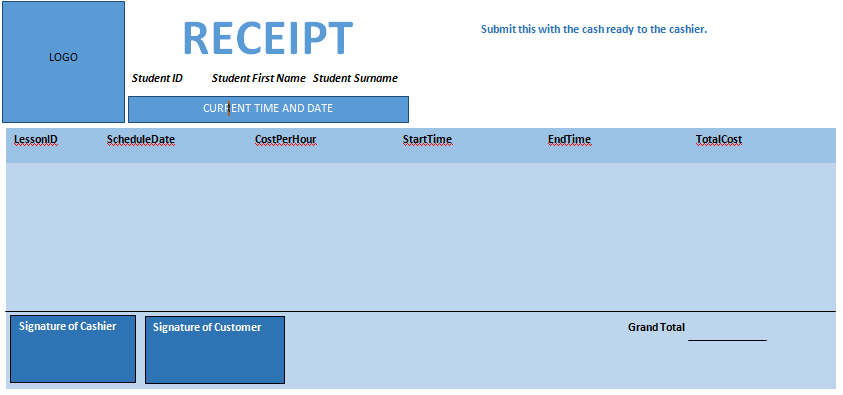 RECEIPT
Submit this with the cash ready to the cashier.
LOGO
Student ID Student First Name Student Surname
CURRENT TIME AND DATE
LessonID ScheduleDate CostPerHour StartTime EndTime TotalCost
Signature of Cashier Signature of Customer Grand Total